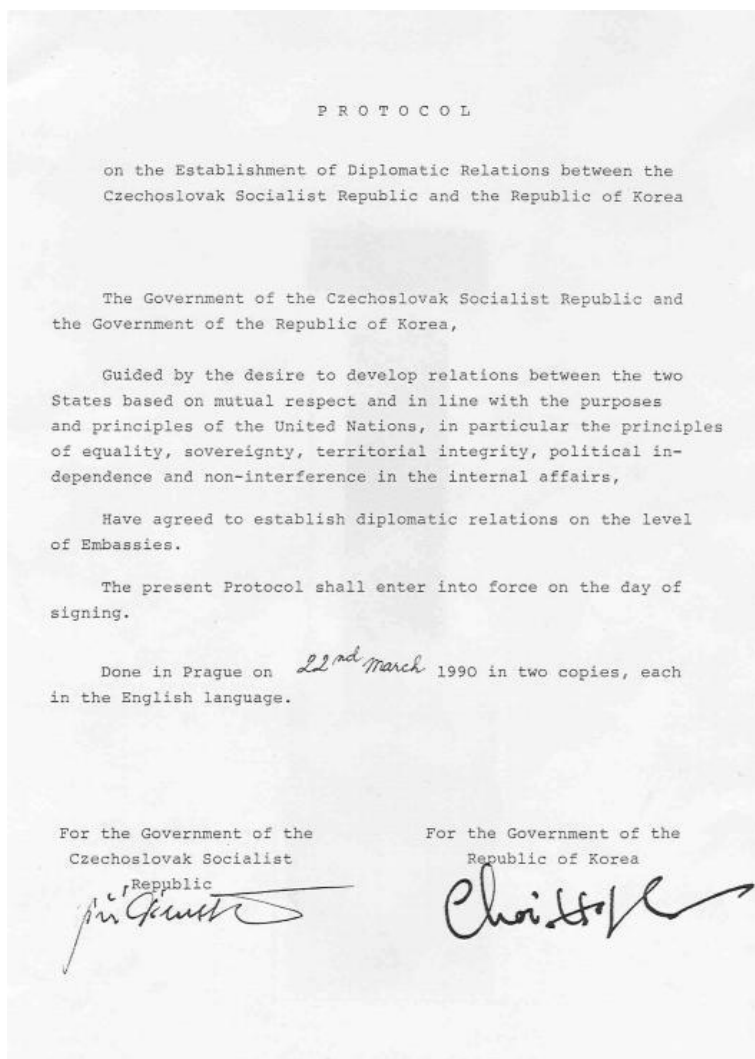 P R O T O C O L
on the Establishment of Diplomatic Relations between the
Czechoslovak Socialist Republic and the Republic of Korea
The Government of the Czechoslovak Socialist Republic and
the Government of the Republic of Korea,
Guided by the desire to develop relations between the two
States based on mutual respect and in line with the purposes
and principles of the United Nations, in particular the principles
of equality, sovereignty, territorial integrity, political in-
dependence and non-interference in the internal affairs,
Have agreed to establish diplomatic relations on the level
of Embassies.
The present Protocol shall enter into force on the day of
signing.
Done in Prague on 22nd March 1990 in two copies, each
in the English language.
For the Government of the
Czechoslovak Socialist
Republic
For the Government of the
Republic of Korea
Jiří
Choi